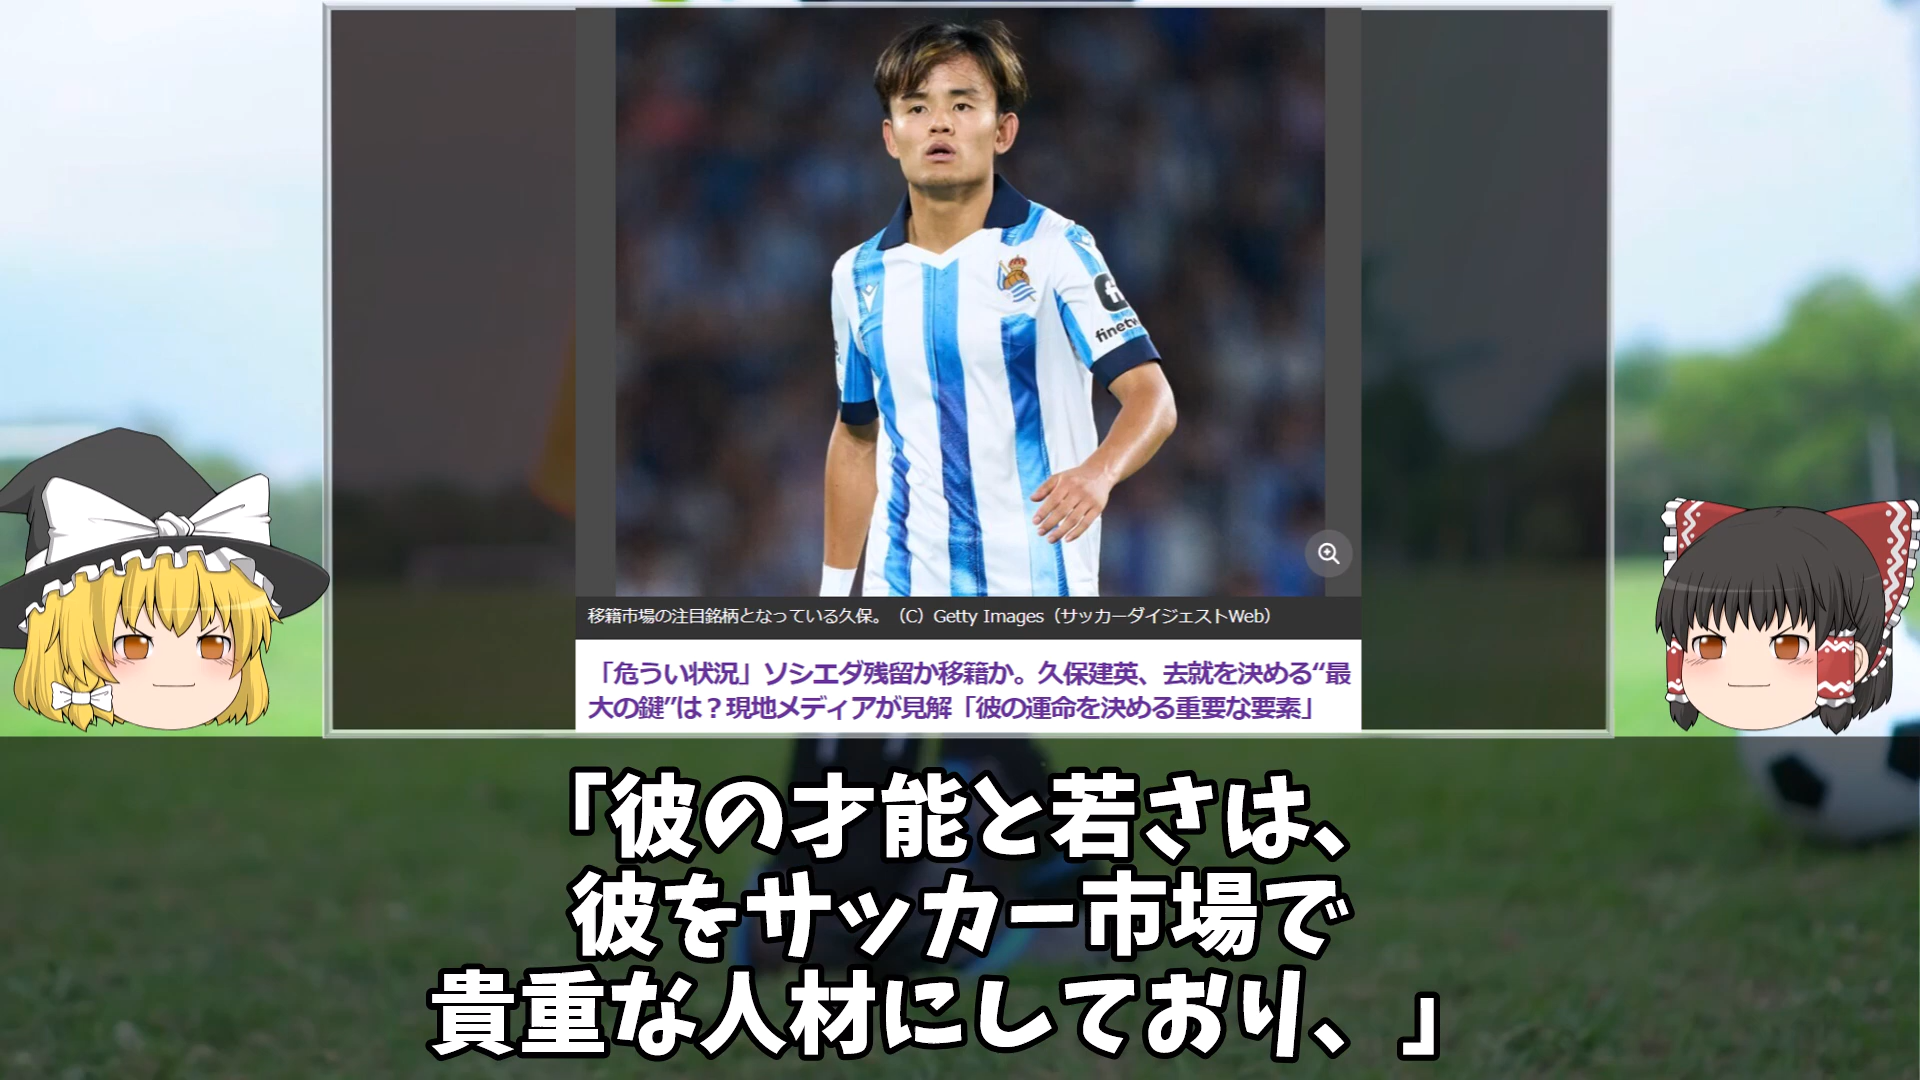 finetw
移籍市場の注目銘柄となっている久保。（C）Getty Images（サッカーダイジェストWeb）
「危うい状況」ソシエダ残留か移籍か。久保建英、去就を決める“最
大の鍵”は？現地メディアが見解「彼の運命を決める重要な要素」
「彼の才能と若さは、
彼をサッカー市場で
貴重な人材にしており、」